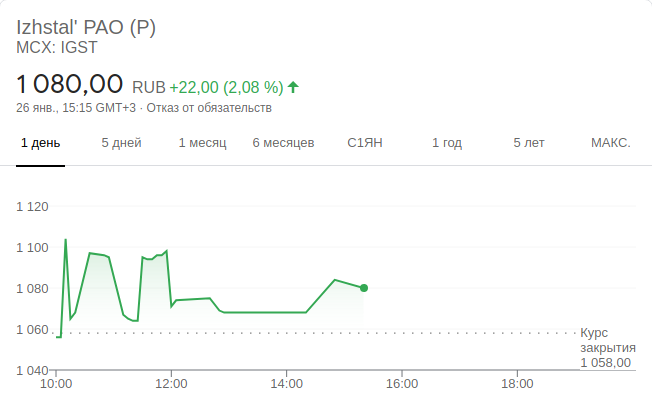 Izhstal' PAO (P)
MCX: IGST
1 080,00 RUB +22,00 (2,08 %)
26 янв., 15:15 GMT+3 · Отказ от обязательств
1 день 5 дней 1 месяц 6 месяцев С1ЯН 1 год 5 лет МАКС.
1 120
1 100
1 080
1 060
Курс
закрытия
1 058,00
1 040
10:00 12:00 14:00 16:00 18:00